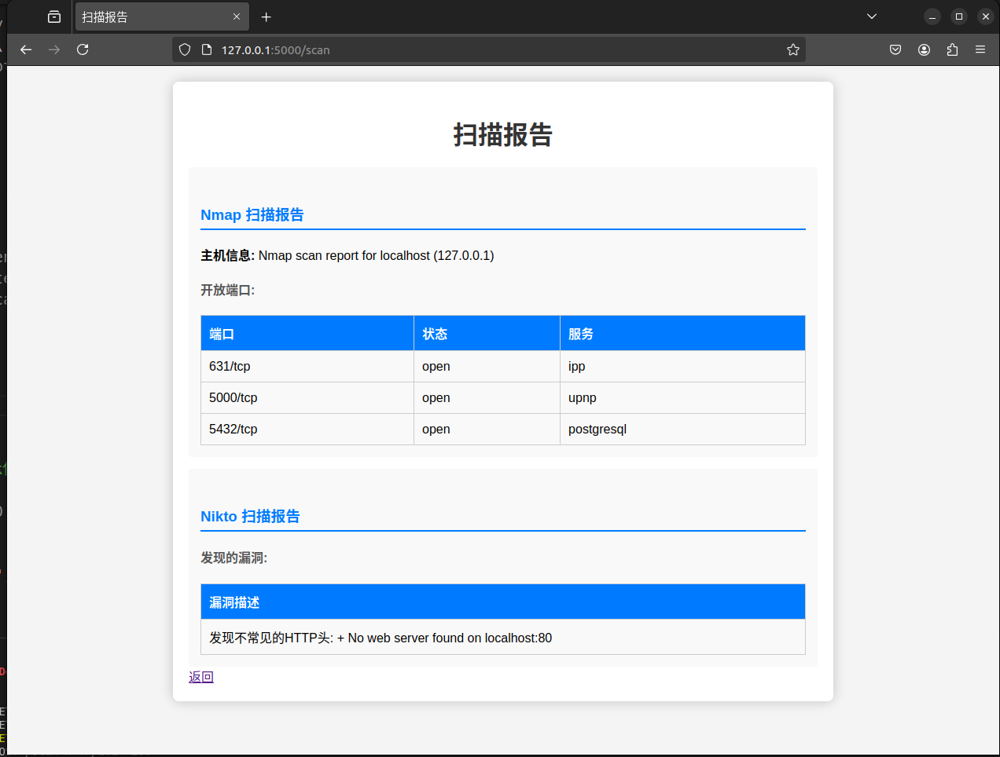 扫描报告
127.0.0.1:5000/scan
扫描报告
Nmap 扫描报告
主机信息: Nmap scan report for localhost (127.0.0.1)
开放端口:
端口 状态 服务
631/tcp open ipp
5000/tcp open upnp
5432/tcp open postgresql
Nikto 扫描报告
发现的漏洞:
漏洞描述
发现不常见的HTTP头: + No web server found on localhost:80
返回